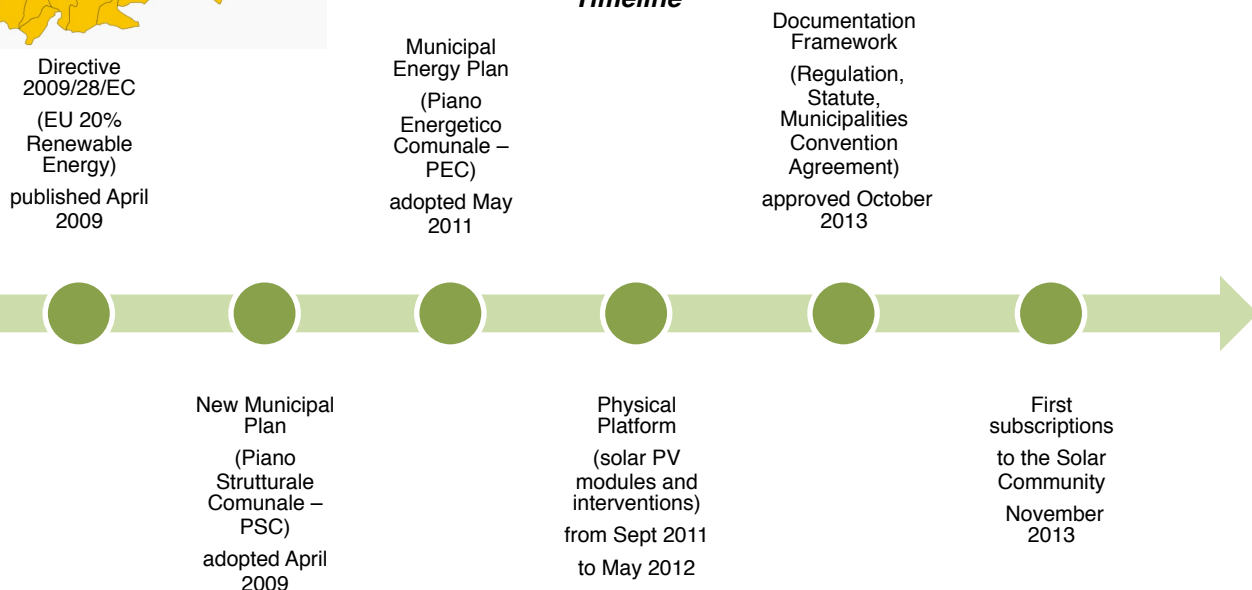 Timeline
Directive
2009/28/EC
(EU 20%
Renewable
Energy)
published April
2009
New Municipal
Plan
(Piano
Strutturale
Comunale –
PSC)
adopted April
2009
Municipal
Energy Plan
(Piano
Energetico
Comunale –
PEC)
adopted May
2011
Physical
Platform
(solar PV
modules and
interventions)
from Sept 2011
to May 2012
Documentation
Framework
(Regulation,
Statute,
Municipalities
Convention
Agreement)
approved October
2013
First
subscriptions
to the Solar
Community
November
2013